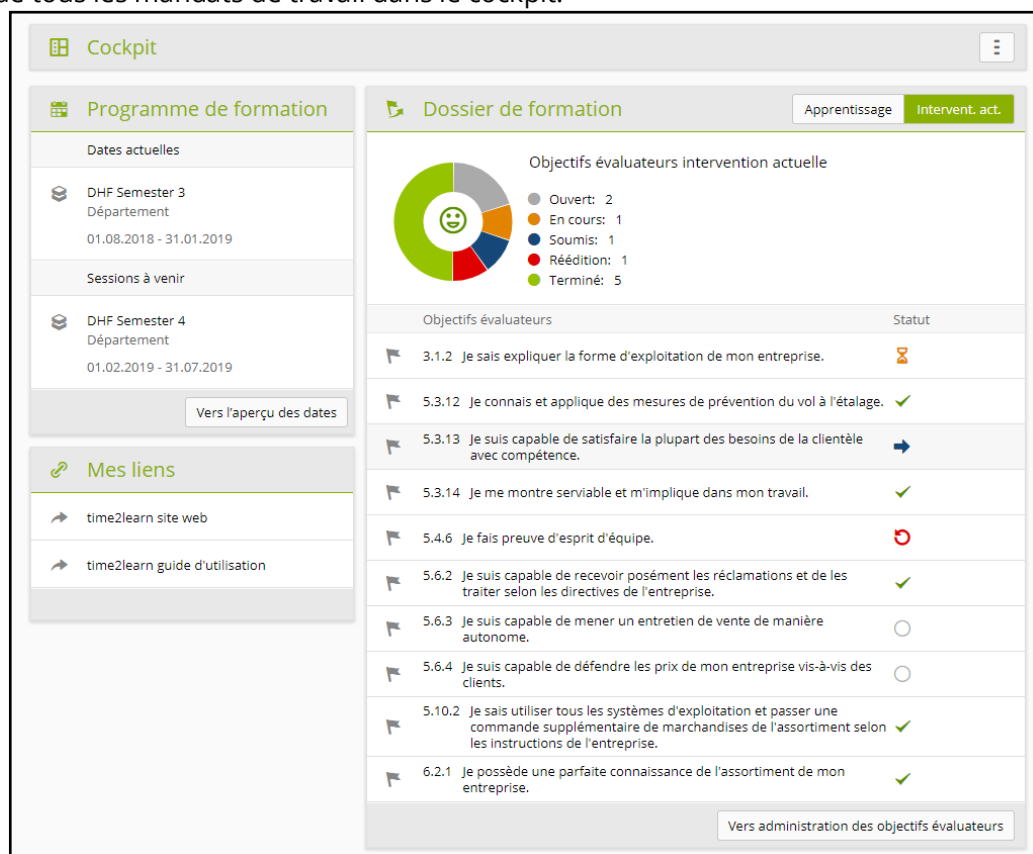 de tous les mandats de travail dans le cockpit.
Cockpit
Programme de formation
Dates actuelles
DHF Semester 3
Département
01.08.2018 - 31.01.2019
Sessions à venir
DHF Semester 4
Département
01.02.2019 - 31.07.2019
Vers l'aperçu des dates
Mes liens
time2learn site web
time2learn guide d'utilisation
Dossier de formation
Apprentissage
Intervent. act.
Objectifs évaluateurs intervention actuelle
Ouvert: 2
En cours: 1
Soumis: 1
Réédition: 1
Terminé: 5
Objectifs évaluateurs Statut
3.1.2 Je sais expliquer la forme d'exploitation de mon entreprise.
5.3.12 Je connais et applique des mesures de prévention du vol à l'étalage.
5.3.13 Je suis capable de satisfaire la plupart des besoins de la clientèle
avec compétence.
5.3.14 Je me montre serviable et m'implique dans mon travail.
5.4.6 Je fais preuve d'esprit d'équipe.
5.6.2 Je suis capable de recevoir posément les réclamations et de les
traiter selon les directives de l'entreprise.
5.6.3 Je suis capable de mener un entretien de vente de manière
autonome.
5.6.4 Je suis capable de défendre les prix de mon entreprise vis-à-vis des
clients.
5.10.2 Je sais utiliser tous les systèmes d'exploitation et passer une
commande supplémentaire de marchandises de l'assortiment selon
les instructions de l'entreprise.
6.2.1 Je possède une parfaite connaissance de l'assortiment de mon
entreprise.
Vers administration des objectifs évaluateurs